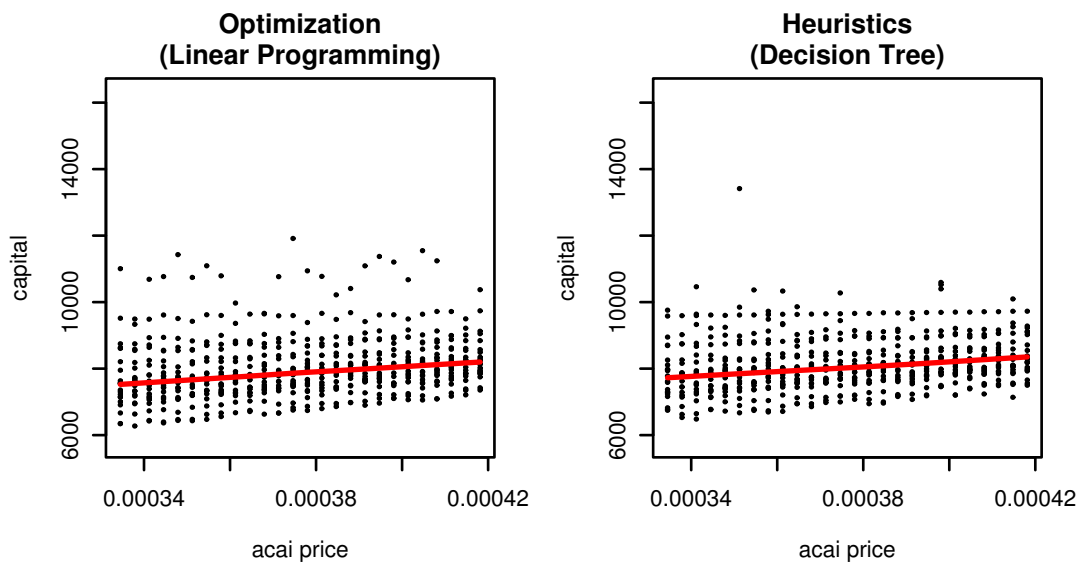 Optimization
(Linear Programming)
capital
14000
10000
6000
0.00034
0.00038
0.00042
acai price
Heuristics
(Decision Tree)
capital
14000
10000
6000
0.00034
0.00038
0.00042
acai price